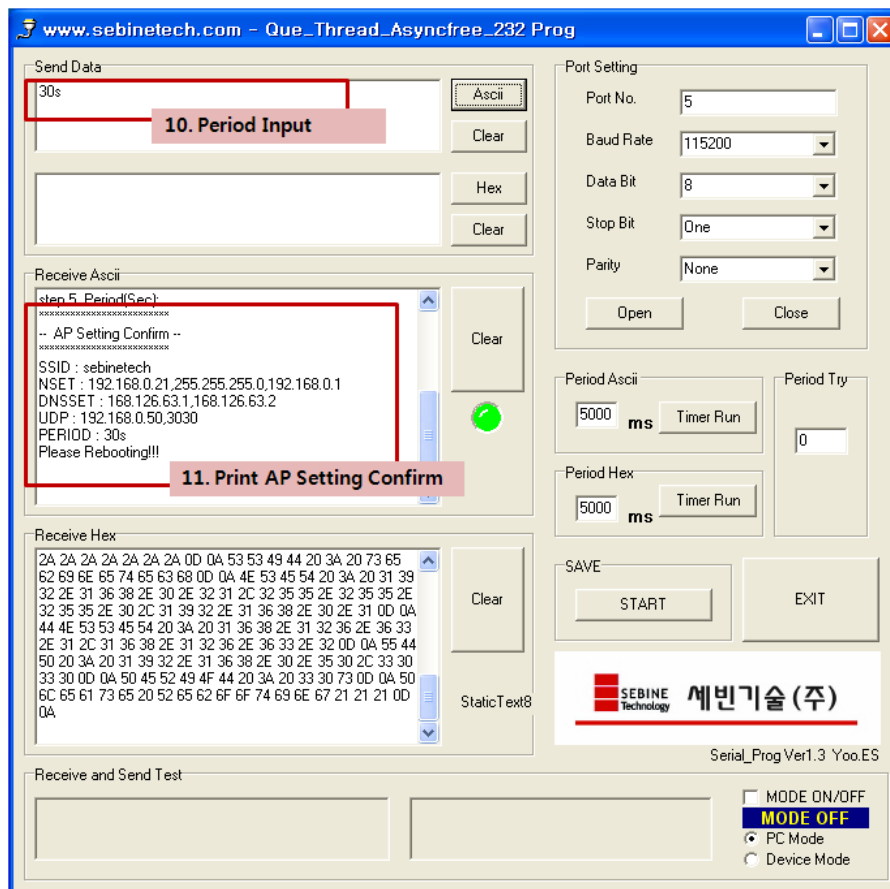 www.sebinetech.com - Que_Thread_Asyncfree_232 Prog
Send Data
30s
10. Period Input
Ascii
Clear
Hex
Clear
Receive Ascii
step 5. Period(Sec):
*************************
-- AP Setting Confirm --
*************************
SSID : sebinetech
NSET : 192.168.0.21,255.255.255.0,192.168.0.1
DNSSET : 168.126.63.1,168.126.63.2
UDP : 192.168.0.50,3030
PERIOD : 30s
Please Rebooting!!!
11. Print AP Setting Confirm
Clear
Receive Hex
2A 2A 2A 2A 2A 2A 2A 0D 0A 53 53 49 44 20 3A 20 73 65
62 69 6E 65 74 65 63 68 0D 0A 4E 53 45 54 20 3A 20 31 39
32 2E 31 36 38 2E 30 2E 32 31 2C 32 35 35 2E 32 35 35 2E
32 35 35 2E 30 2C 31 39 32 2E 31 36 38 2E 30 2E 31 0D 0A
44 4E 53 53 45 54 20 3A 20 31 36 38 2E 31 32 36 2E 36 33
2E 31 2C 31 36 38 2E 31 32 36 2E 36 33 2E 32 0D 0A 55 44
50 20 3A 20 31 39 32 2E 31 36 38 2E 30 2E 35 30 2C 33 30
33 30 0D 0A 50 45 52 49 4F 44 20 3A 20 33 30 73 0D 0A 50
6C 65 61 73 65 20 52 65 62 6F 6F 74 69 6E 67 21 21 21 0D
0A
Clear
StaticText8
Port Setting
Port No. 5
Baud Rate 115200
Data Bit 8
Stop Bit One
Parity None
Open
Close
Period Ascii
5000 ms Timer Run
Period Hex
5000 ms Timer Run
Period Try
0
SAVE
START
EXIT
SEBINE
Technology
세빈기술(주)
Serial_Prog Ver1.3 Yoo.ES
Receive and Send Test
MODE ON/OFF
MODE OFF
PC Mode
Device Mode